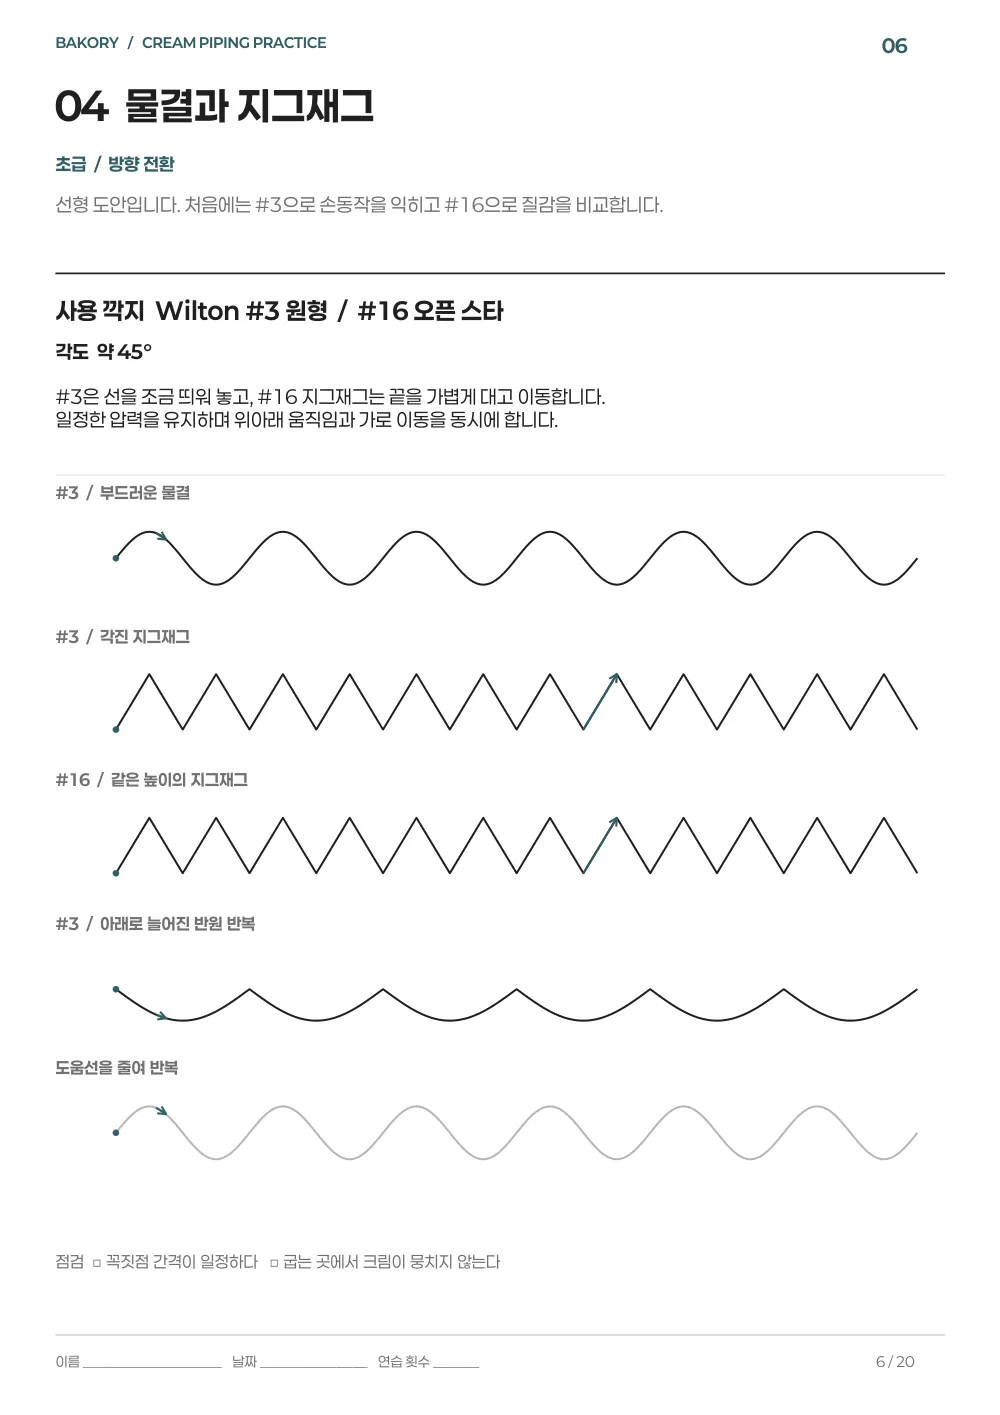 BAKORY / CREAM PIPING PRACTICE
06
04 물결과 지그재그
초급 / 방향 전환
선형 도안입니다. 처음에는 #3으로 손동작을 익히고 #16으로 질감을 비교합니다.
사용 깍지 Wilton #3 원형 / #16 오픈 스타
각도 약 45°
#3은 선을 조금 띄워 놓고, #16 지그재그는 끝을 가볍게 대고 이동합니다.
일정한 압력을 유지하며 위아래 움직임과 가로 이동을 동시에 합니다.
#3 / 부드러운 물결
#3 / 각진 지그재그
#16 / 같은 높이의 지그재그
#3 / 아래로 늘어진 반원 반복
도움선을 줄여 반복
점검 □ 꼭짓점 간격이 일정하다 □ 굽는 곳에서 크림이 뭉치지 않는다
이름 ____________________ 날짜 ________________ 연습 횟수 _______
6 / 20